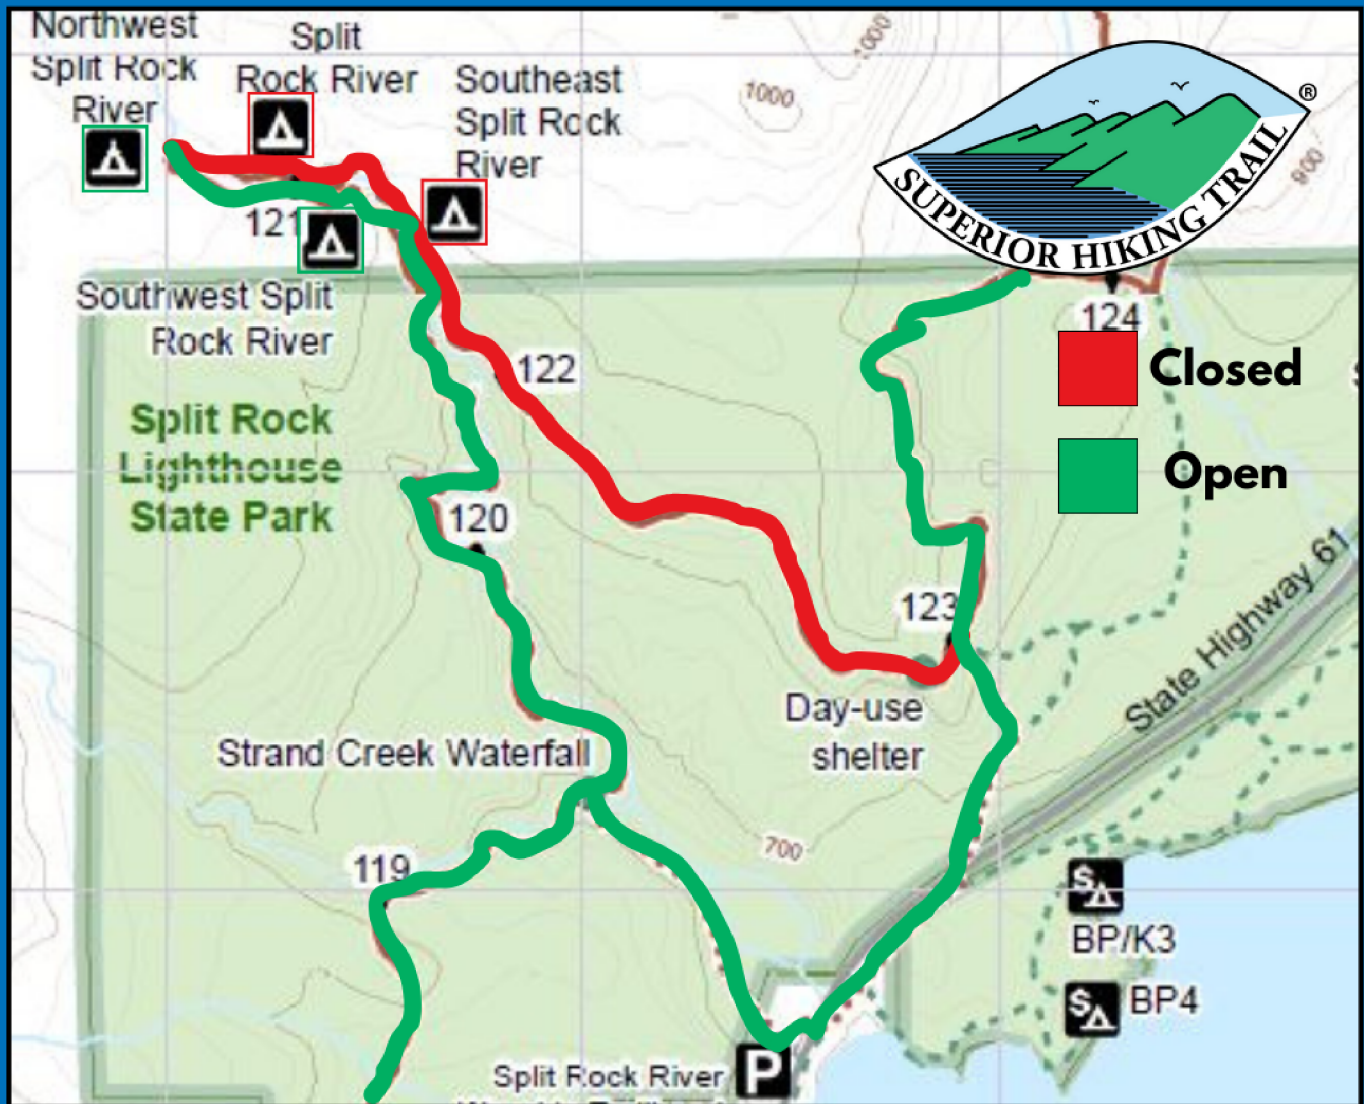 Northwest
Split Rock
River
Split
Rock River
Southeast
Split Rock
River
1000
1000
900
®
SUPERIOR HIKING TRAIL
121
Southwest Split
Rock River
124
Closed
122
Split Rock
Lighthouse
State Park
Open
120
123
State Highway 61
Day-use
shelter
Strand Creek Waterfall
700
119
BP/K3
BP4
Split Rock River
P